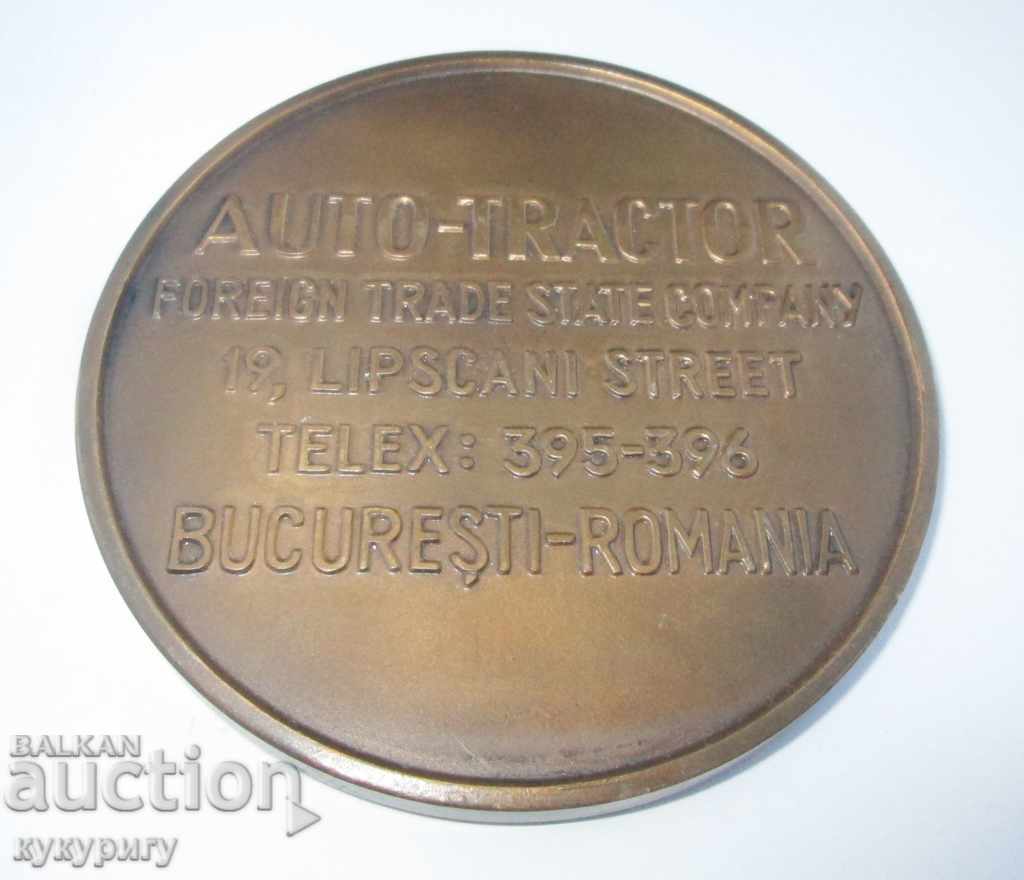 AUTO-TRACTOR
FOREIGN TRADE STATE COMPANY
19, LIPSCANI STREET
TELEX: 395-396
BUCUREȘTI-ROMANIA
BALKAN
auction
кукуригу